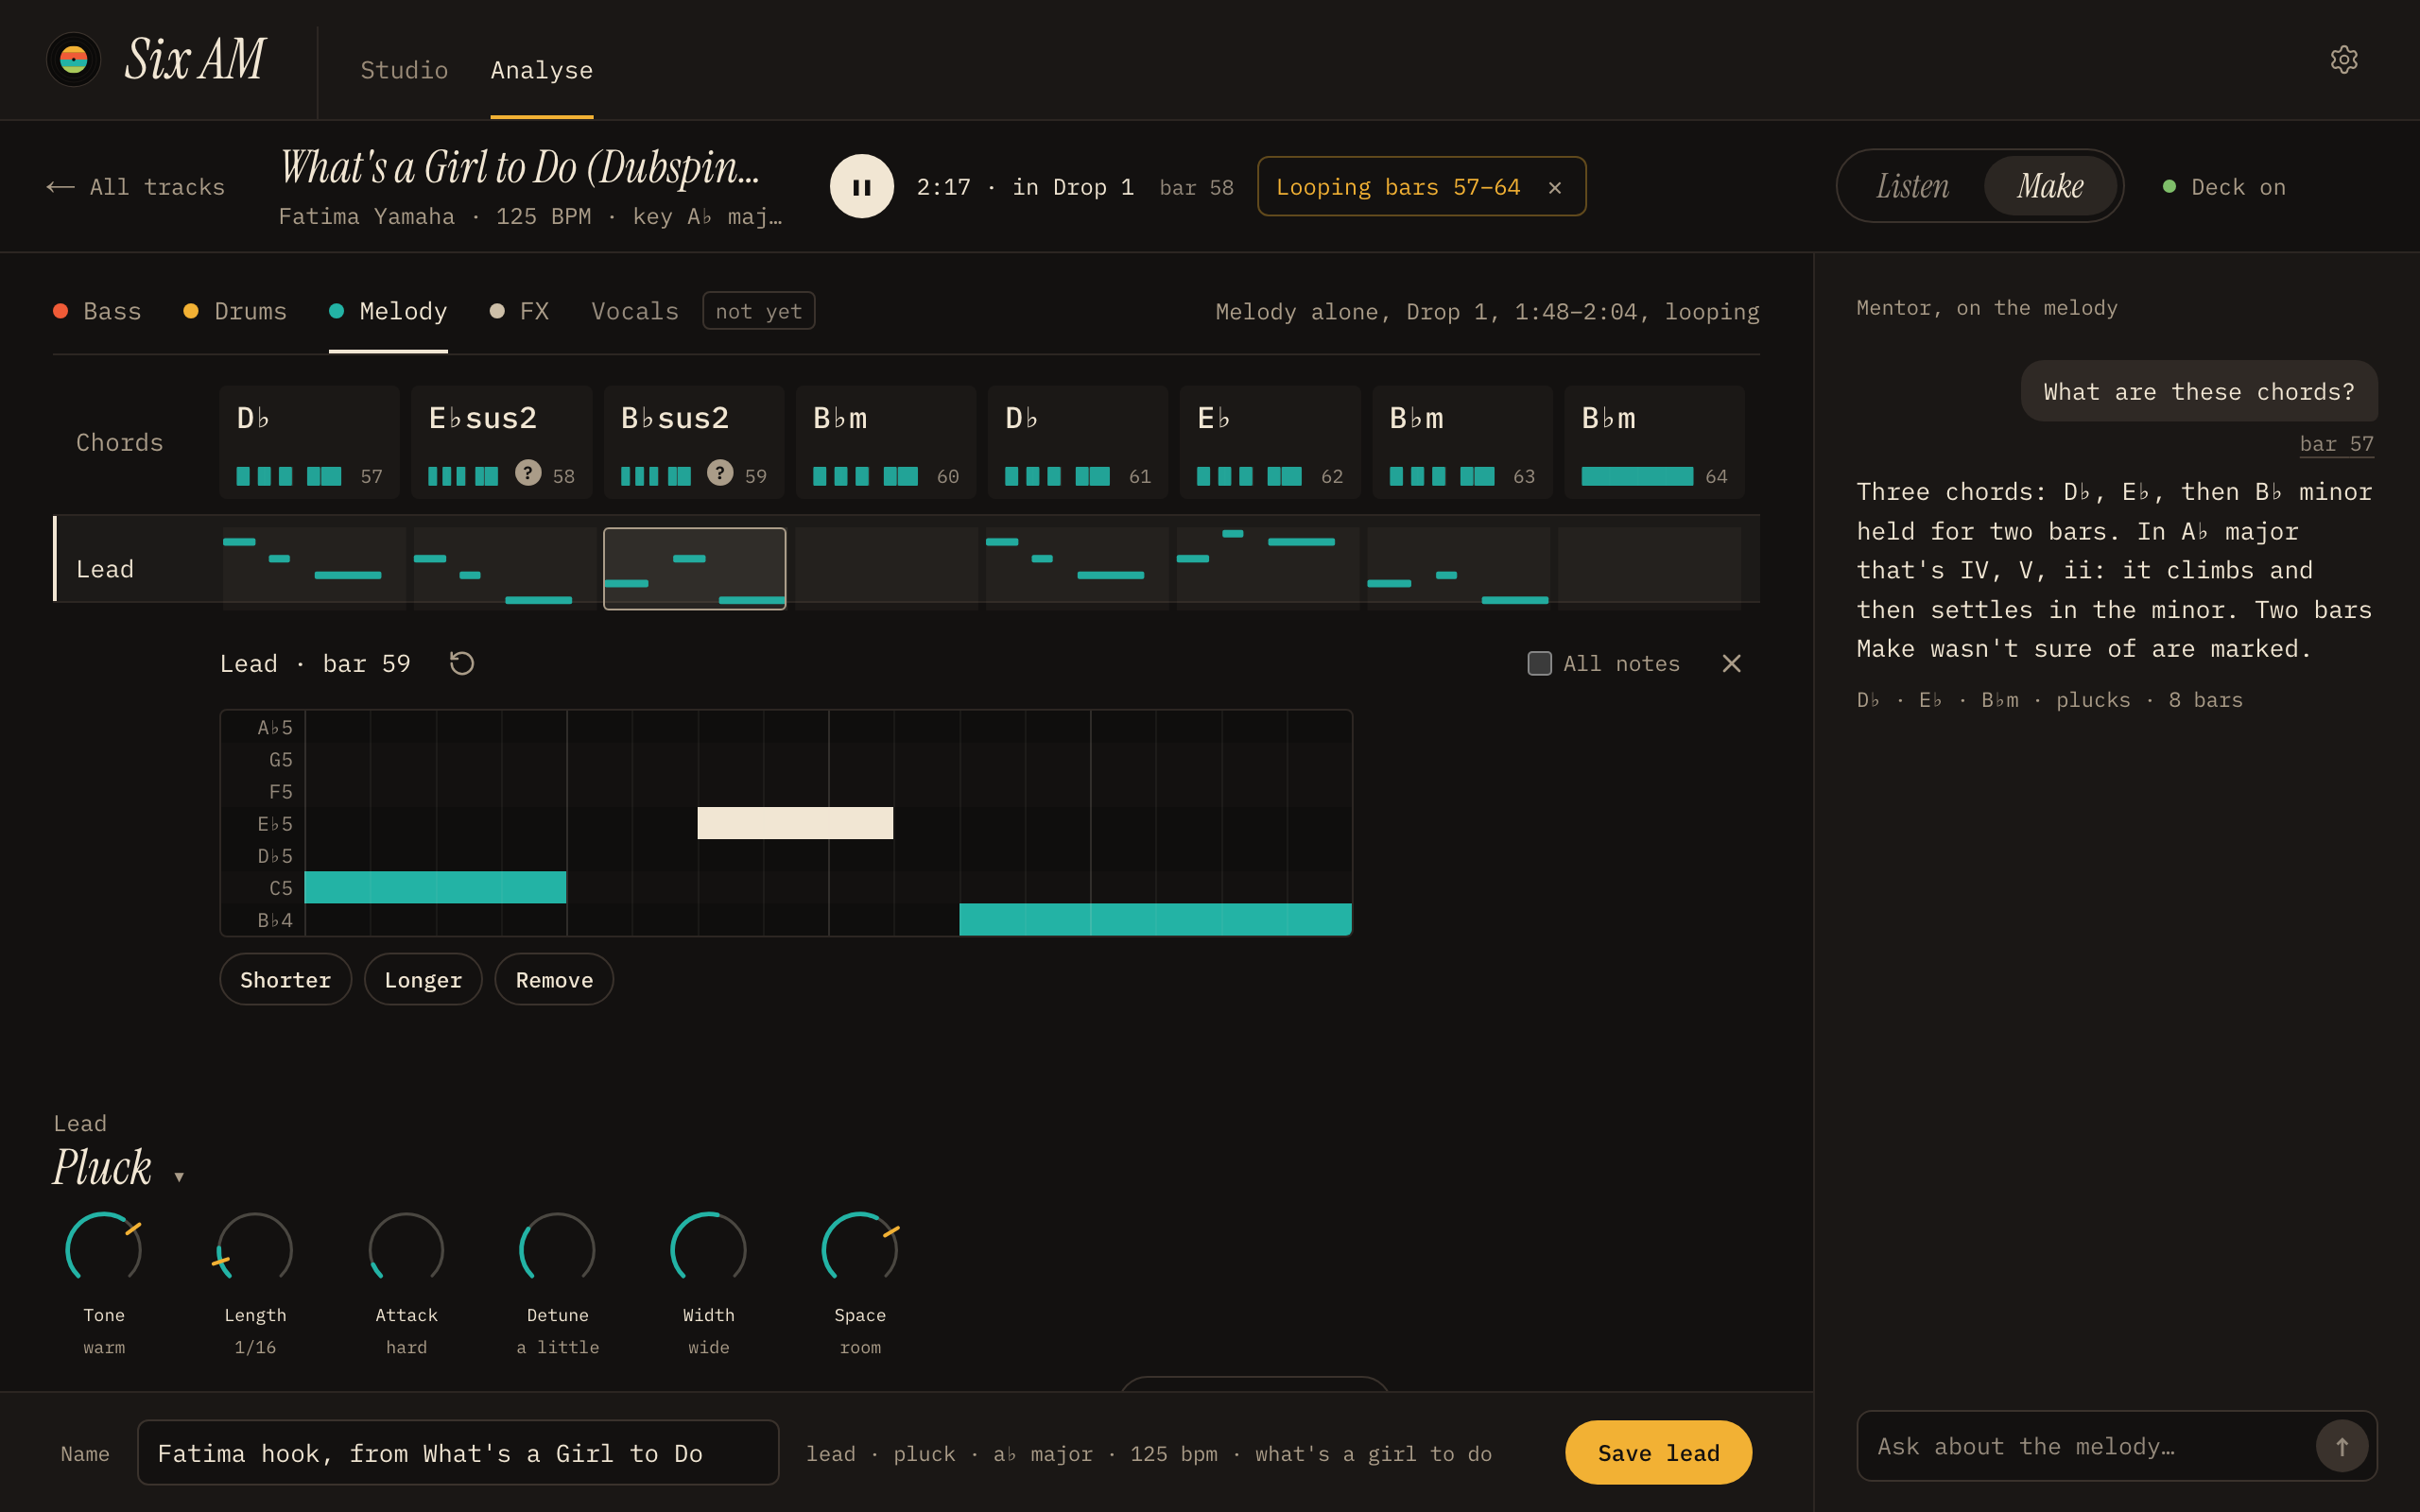 Six AM
Studio
Analyse
← All tracks
What's a Girl to Do (Dubspin…
Fatima Yamaha · 125 BPM · key A♭ maj…
2:17 · in Drop 1
bar 58
Looping bars 57–64 ×
Listen
Make
Deck on
Bass
Drums
Melody
FX
Vocals
not yet
Melody alone, Drop 1, 1:48–2:04, looping
Chords
D♭
57
E♭sus2
? 58
B♭sus2
? 59
B♭m
60
D♭
61
E♭
62
B♭m
63
B♭m
64
Lead
Lead · bar 59
All notes
A♭5
G5
F5
E♭5
D♭5
C5
B♭4
Shorter
Longer
Remove
Lead
Pluck
Tone
warm
Length
1/16
Attack
hard
Detune
a little
Width
wide
Space
room
Name
Fatima hook, from What's a Girl to Do
lead · pluck · a♭ major · 125 bpm · what's a girl to do
Save lead
Mentor, on the melody
What are these chords?
bar 57
Three chords: D♭, E♭, then B♭ minor
held for two bars. In A♭ major
that's IV, V, ii: it climbs and
then settles in the minor. Two bars
Make wasn't sure of are marked.
D♭ · E♭ · B♭m · plucks · 8 bars
Ask about the melody…